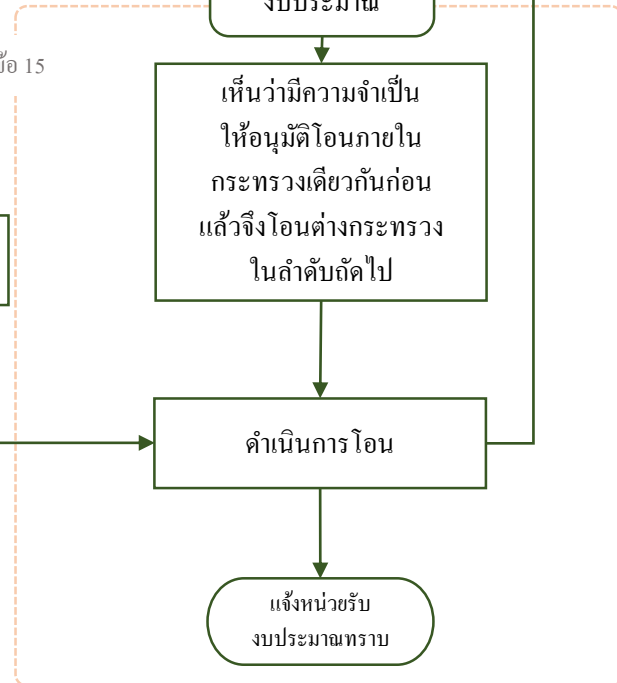 งบประมาณ
ข้อ 15
เห็นว่ามีความจำเป็น
ให้อนุมัติโอนภายใน
กระทรวงเดียวกันก่อน
แล้วจึงโอนต่างกระทรวง
ในลำดับถัดไป
ดำเนินการโอน
แจ้งหน่วยรับ
งบประมาณทราบ